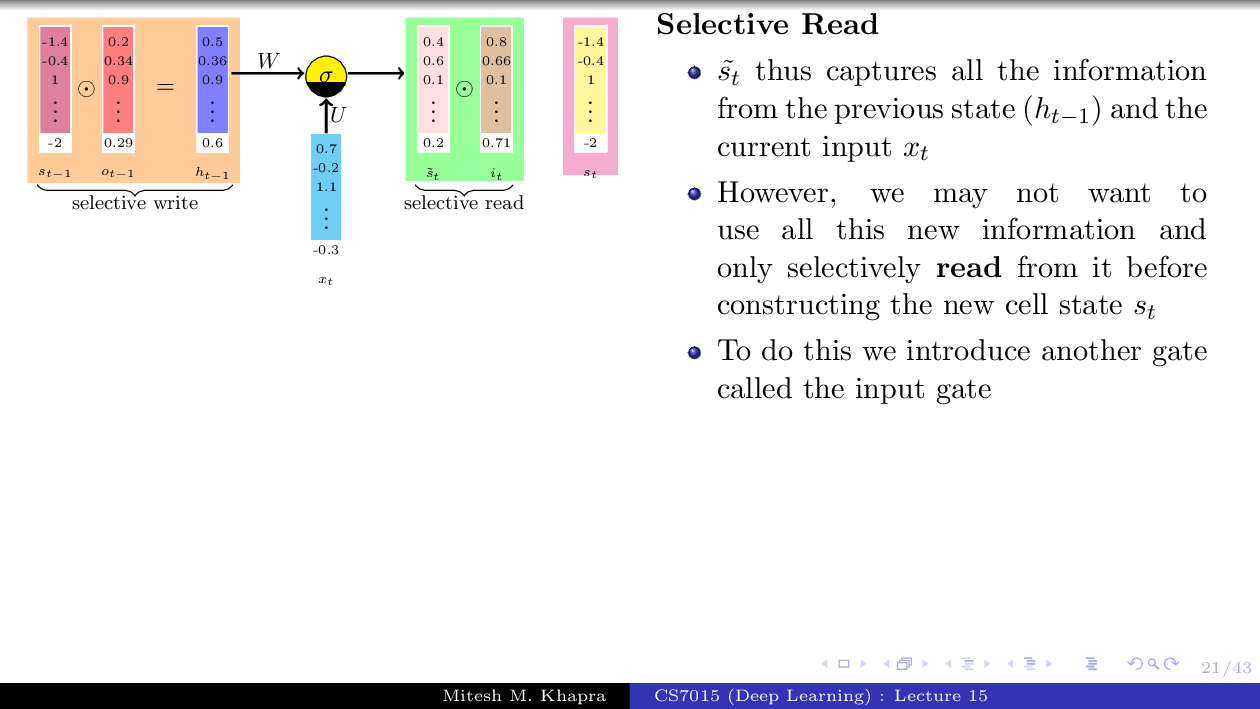 -1.4 0.2 0.5
-0.4 0.34 0.36
1 ⊙ 0.9 = 0.9
⋮ ⋮ ⋮
-2 0.29 0.6
s_{t−1} o_{t−1} h_{t−1}
selective write
W
σ
U
0.7
-0.2
1.1
⋮
-0.3
x_t
0.4 0.8
0.6 0.66
0.1 ⊙ 0.1
⋮ ⋮
0.2 0.71
s̃_t i_t
selective read
-1.4
-0.4
1
⋮
-2
s_t
Selective Read
s̃_t thus captures all the information
from the previous state (h_{t−1}) and the
current input x_t
However, we may not want to
use all this new information and
only selectively read from it before
constructing the new cell state s_t
To do this we introduce another gate
called the input gate
21/43
Mitesh M. Khapra
CS7015 (Deep Learning) : Lecture 15